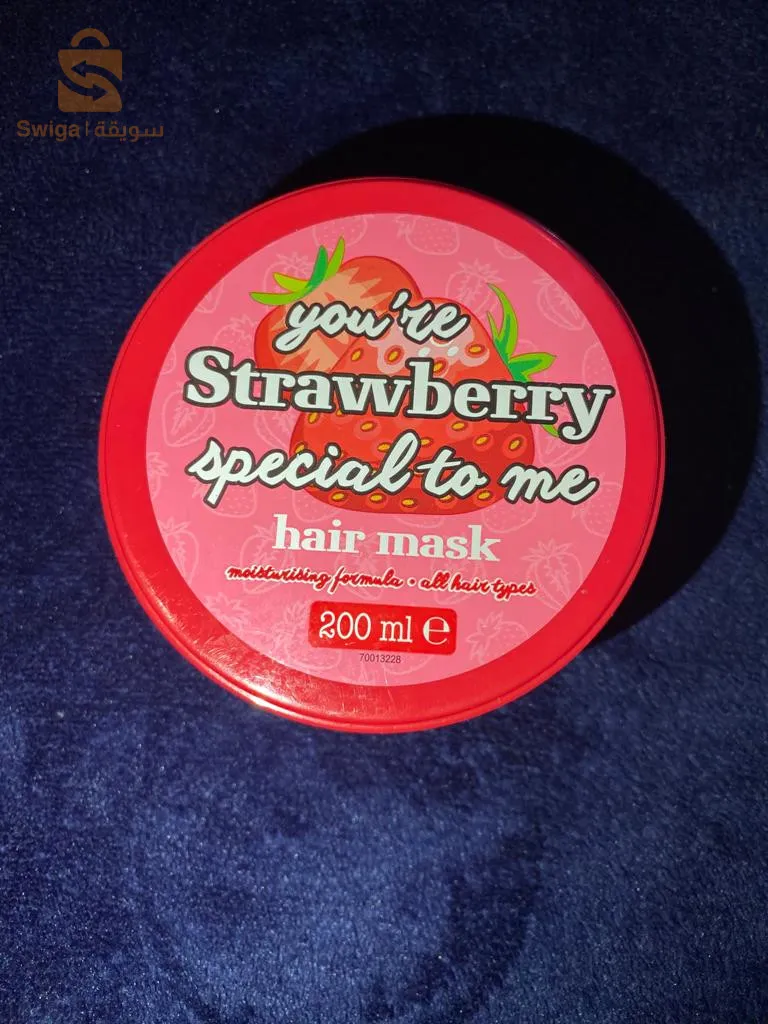 Swiga | سويقة
you're
Strawberry
special to me
hair mask
moisturising formula • all hair types
200 ml ℮
70013228